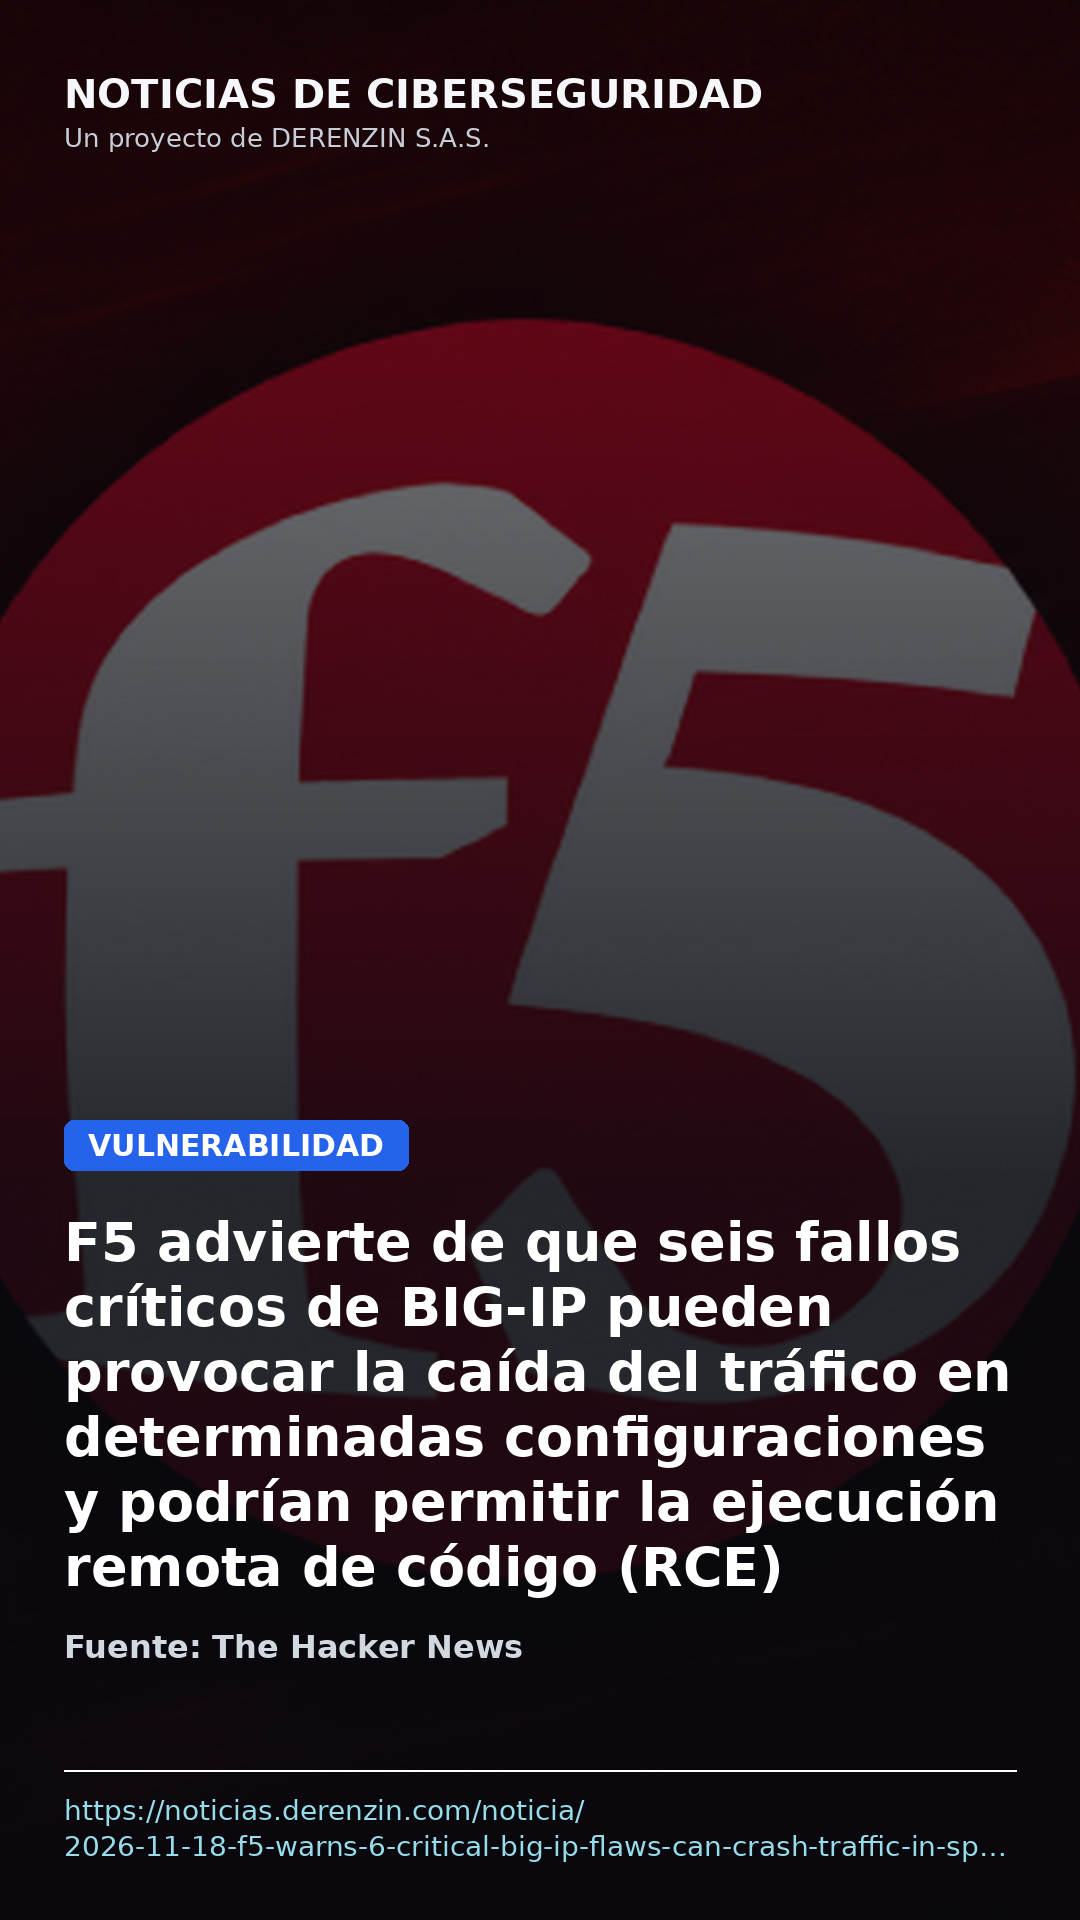 NOTICIAS DE CIBERSEGURIDAD
Un proyecto de DERENZIN S.A.S.
f5
VULNERABILIDAD
F5 advierte de que seis fallos
críticos de BIG-IP pueden
provocar la caída del tráfico en
determinadas configuraciones
y podrían permitir la ejecución
remota de código (RCE)
Fuente: The Hacker News
https://noticias.derenzin.com/noticia/
2026-11-18-f5-warns-6-critical-big-ip-flaws-can-crash-traffic-in-sp…